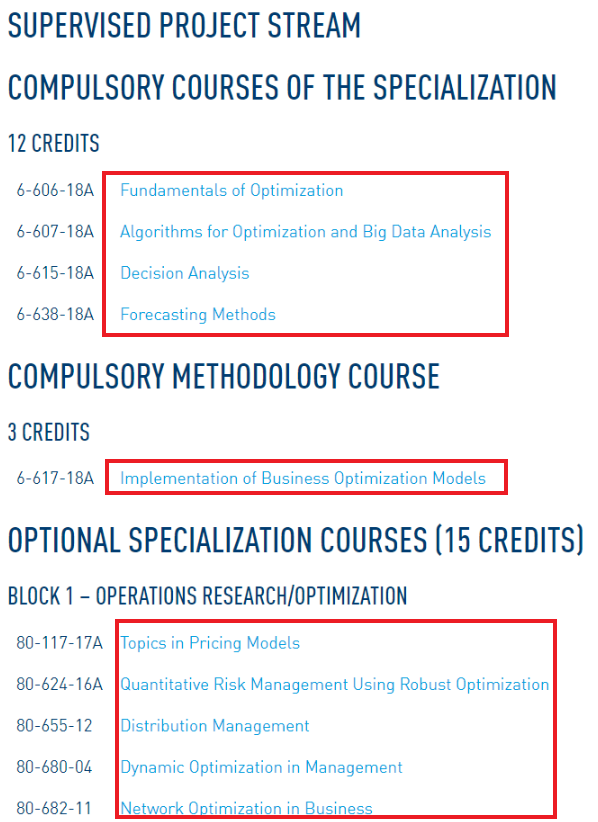 SUPERVISED PROJECT STREAM
COMPULSORY COURSES OF THE SPECIALIZATION
12 CREDITS
6-606-18A Fundamentals of Optimization
6-607-18A Algorithms for Optimization and Big Data Analysis
6-615-18A Decision Analysis
6-638-18A Forecasting Methods
COMPULSORY METHODOLOGY COURSE
3 CREDITS
6-617-18A Implementation of Business Optimization Models
OPTIONAL SPECIALIZATION COURSES (15 CREDITS)
BLOCK 1 – OPERATIONS RESEARCH/OPTIMIZATION
80-117-17A Topics in Pricing Models
80-624-16A Quantitative Risk Management Using Robust Optimization
80-655-12 Distribution Management
80-680-04 Dynamic Optimization in Management
80-682-11 Network Optimization in Business